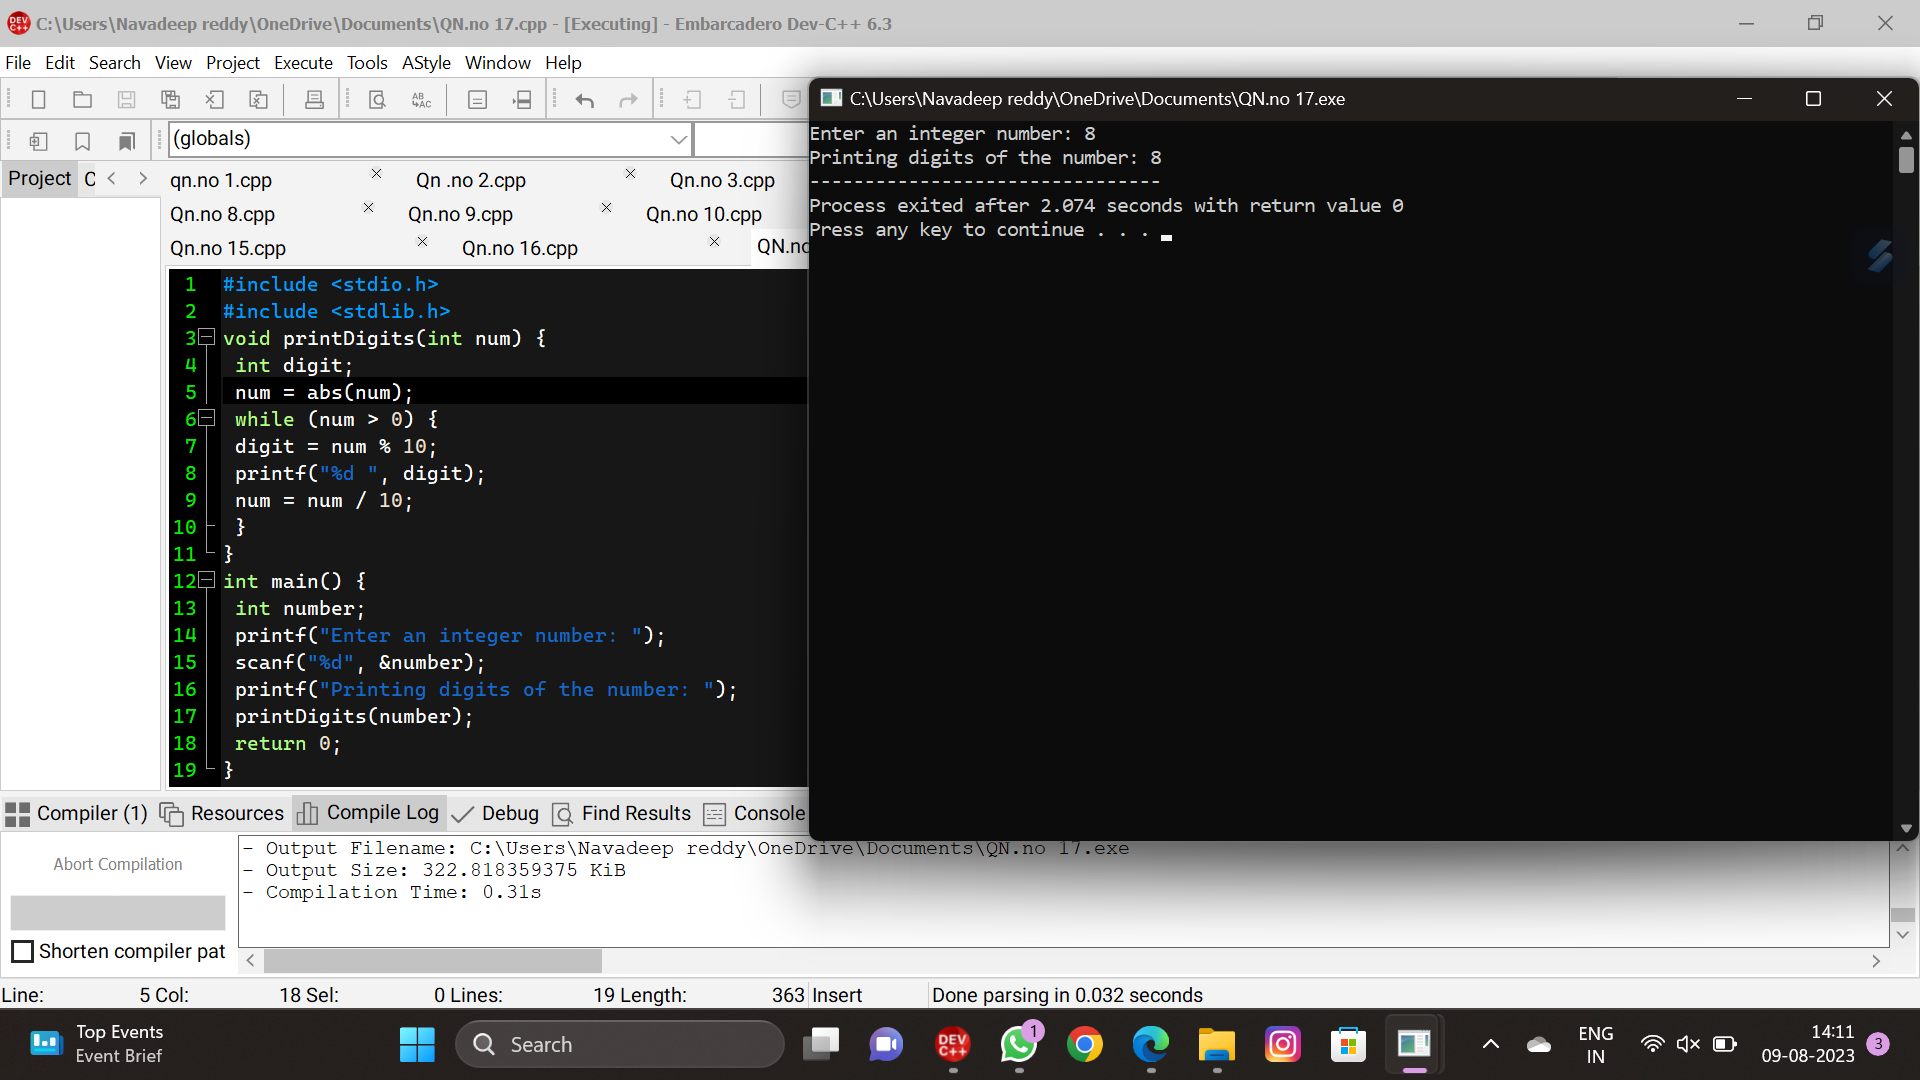 C:\Users\Navadeep reddy\OneDrive\Documents\QN.no 17.cpp - [Executing] - Embarcadero Dev-C++ 6.3
File Edit Search View Project Execute Tools AStyle Window Help
(globals)
Project
qn.no 1.cpp Qn .no 2.cpp Qn.no 3.cpp
Qn.no 8.cpp Qn.no 9.cpp Qn.no 10.cpp
Qn.no 15.cpp Qn.no 16.cpp
1 #include <stdio.h>
2 #include <stdlib.h>
3 void printDigits(int num) {
4 int digit;
5 num = abs(num);
6 while (num > 0) {
7 digit = num % 10;
8 printf("%d ", digit);
9 num = num / 10;
10 }
11 }
12 int main() {
13 int number;
14 printf("Enter an integer number: ");
15 scanf("%d", &number);
16 printf("Printing digits of the number: ");
17 printDigits(number);
18 return 0;
19 }
C:\Users\Navadeep reddy\OneDrive\Documents\QN.no 17.exe
Enter an integer number: 8
Printing digits of the number: 8
--------------------------------
Process exited after 2.074 seconds with return value 0
Press any key to continue . . .
Compiler (1) Resources Compile Log Debug Find Results Console
Abort Compilation
Shorten compiler pat
- Output Filename: C:\Users\Navadeep reddy\OneDrive\Documents\QN.no 17.exe
- Output Size: 322.818359375 KiB
- Compilation Time: 0.31s
Line: 5 Col: 18 Sel: 0 Lines: 19 Length: 363 Insert Done parsing in 0.032 seconds
Top Events
Event Brief
Search
DEV
C++
1
ENG
IN
14:11
09-08-2023
3